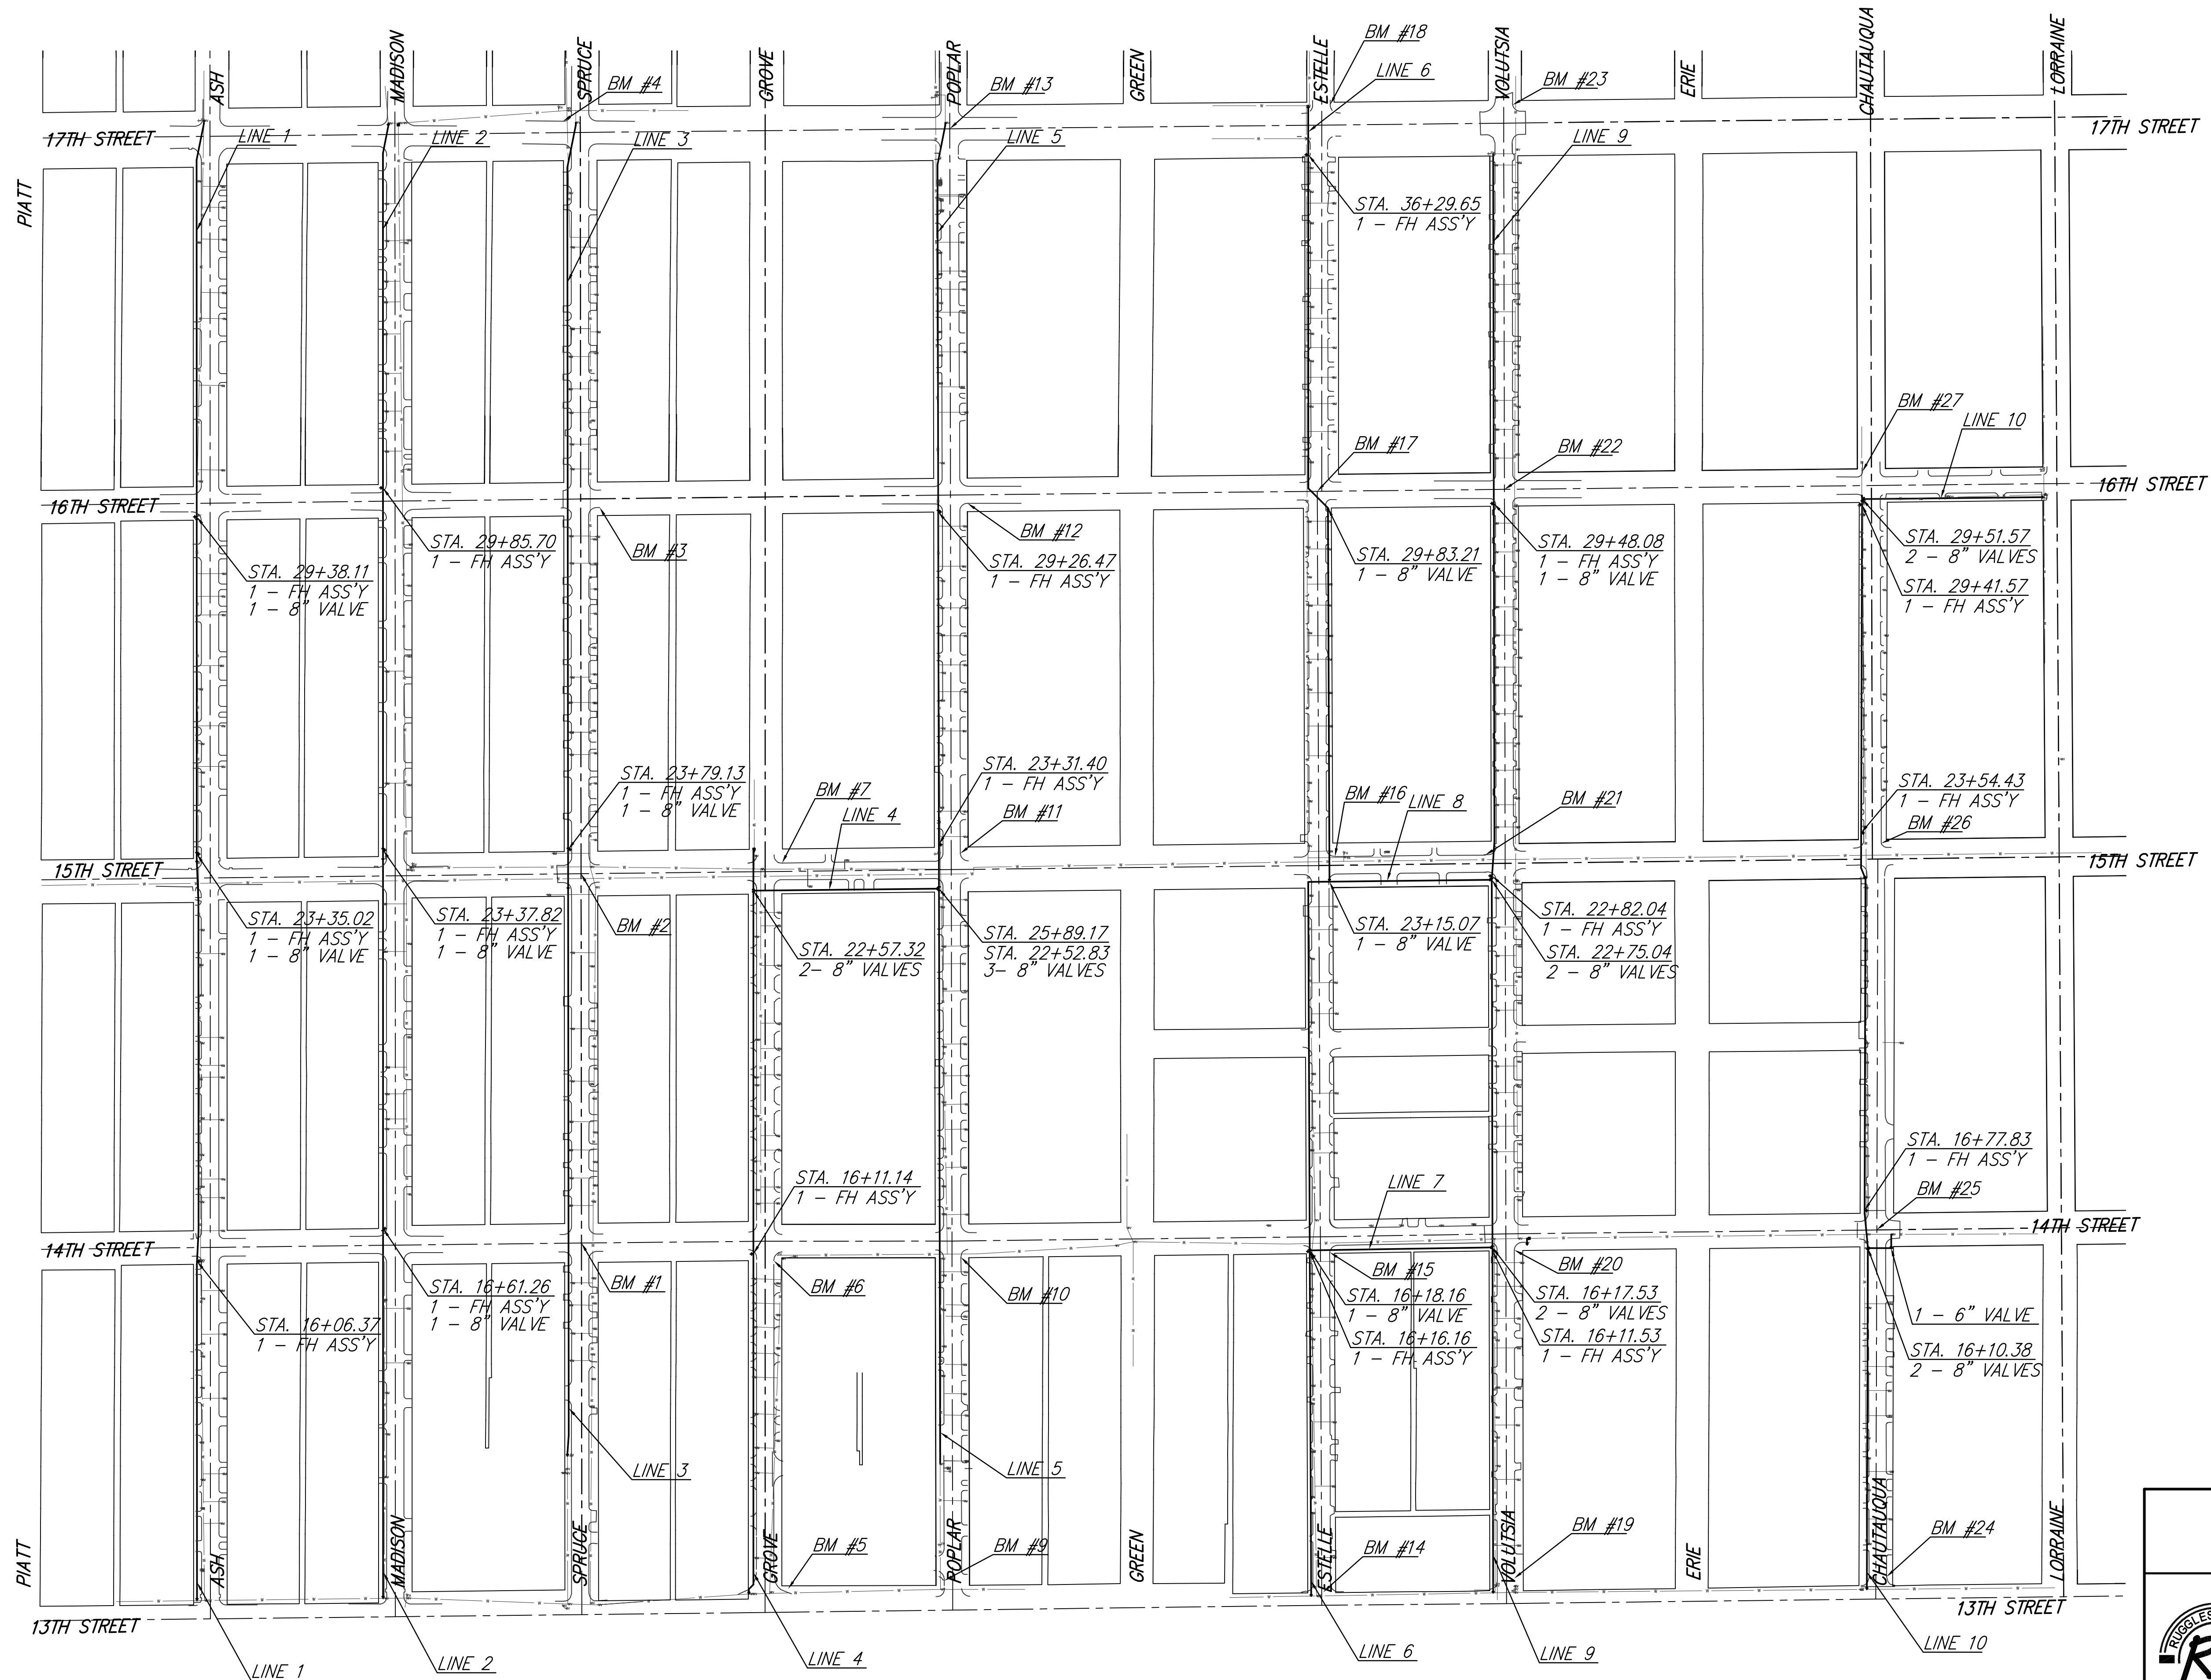 ASH
MADISON
SPRUCE
GROVE
POPLAR
GREEN
ESTELLE
VOLUTSIA
ERIE
CHAUTAUQUA
LORRAINE
BM #4
BM #13
BM #18
LINE 6
BM #23
17TH STREET
LINE 1
LINE 2
LINE 3
LINE 5
LINE 9
17TH STREET
PIATT
STA. 36+29.65
1 - FH ASS'Y
BM #17
BM #22
BM #27
LINE 10
16TH STREET
16TH STREET
STA. 29+38.11
1 - FH ASS'Y
1 - 8" VALVE
STA. 29+85.70
1 - FH ASS'Y
BM #3
BM #12
STA. 29+26.47
1 - FH ASS'Y
STA. 29+83.21
1 - 8" VALVE
STA. 29+48.08
1 - FH ASS'Y
1 - 8" VALVE
STA. 29+51.57
2 - 8" VALVES
STA. 29+41.57
1 - FH ASS'Y
STA. 23+79.13
1 - FH ASS'Y
1 - 8" VALVE
BM #7
LINE 4
STA. 23+31.40
1 - FH ASS'Y
BM #11
BM #16
LINE 8
BM #21
STA. 23+54.43
1 - FH ASS'Y
BM #26
15TH STREET
15TH STREET
STA. 23+35.02
1 - FH ASS'Y
1 - 8" VALVE
STA. 23+37.82
1 - FH ASS'Y
1 - 8" VALVE
BM #2
STA. 22+57.32
2- 8" VALVES
STA. 25+89.17
STA. 22+52.83
3- 8" VALVES
STA. 23+15.07
1 - 8" VALVE
STA. 22+82.04
1 - FH ASS'Y
STA. 22+75.04
2 - 8" VALVES
STA. 16+11.14
1 - FH ASS'Y
LINE 7
STA. 16+77.83
1 - FH ASS'Y
BM #25
14TH STREET
14TH STREET
STA. 16+06.37
1 - FH ASS'Y
STA. 16+61.26
1 - FH ASS'Y
1 - 8" VALVE
BM #1
BM #6
BM #10
BM #15
STA. 16+18.16
1 - 8" VALVE
STA. 16+16.16
1 - FH ASS'Y
BM #20
STA. 16+17.53
2 - 8" VALVES
STA. 16+11.53
1 - FH ASS'Y
1 - 6" VALVE
STA. 16+10.38
2 - 8" VALVES
LINE 3
LINE 5
PIATT
ASH
MADISON
SPRUCE
GROVE
BM #5
POPLAR
BM #9
GREEN
ESTELLE
BM #14
VOLUTSIA
BM #19
ERIE
CHAUTAUQUA
BM #24
LORRAINE
13TH STREET
13TH STREET
LINE 1
LINE 2
LINE 4
LINE 6
LINE 9
LINE 10
RUGGLES